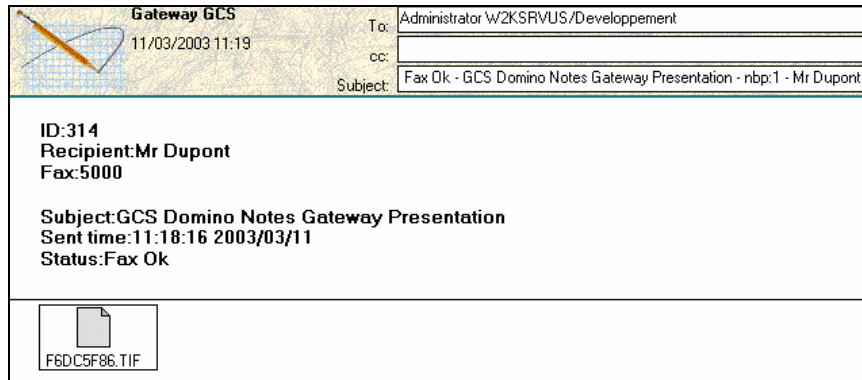 Gateway GCS
11/03/2003 11:19
To: Administrator W2KSRVUS/Developpement
cc:
Subject: Fax Ok - GCS Domino Notes Gateway Presentation - nbp:1 - Mr Dupont
ID:314
Recipient:Mr Dupont
Fax:5000
Subject:GCS Domino Notes Gateway Presentation
Sent time:11:18:16 2003/03/11
Status:Fax Ok
F6DC5F86.TIF